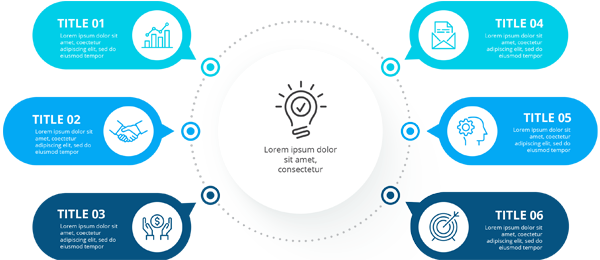 TITLE 01
Lorem ipsum dolor sit
amet, coectetur
adipiscing elit, sed do
eiusmod tempor
TITLE 02
Lorem ipsum dolor sit
amet, coectetur
adipiscing elit, sed do
eiusmod tempor
TITLE 03
Lorem ipsum dolor sit
amet, coectetur
adipiscing elit, sed do
eiusmod tempor
Lorem ipsum dolor
sit amet,
consectetur
TITLE 04
Lorem ipsum dolor sit
amet, coectetur
adipiscing elit, sed do
eiusmod tempor
TITLE 05
Lorem ipsum dolor sit
amet, coectetur
adipiscing elit, sed do
eiusmod tempor
TITLE 06
Lorem ipsum dolor sit
amet, coectetur
adipiscing elit, sed do
eiusmod tempor